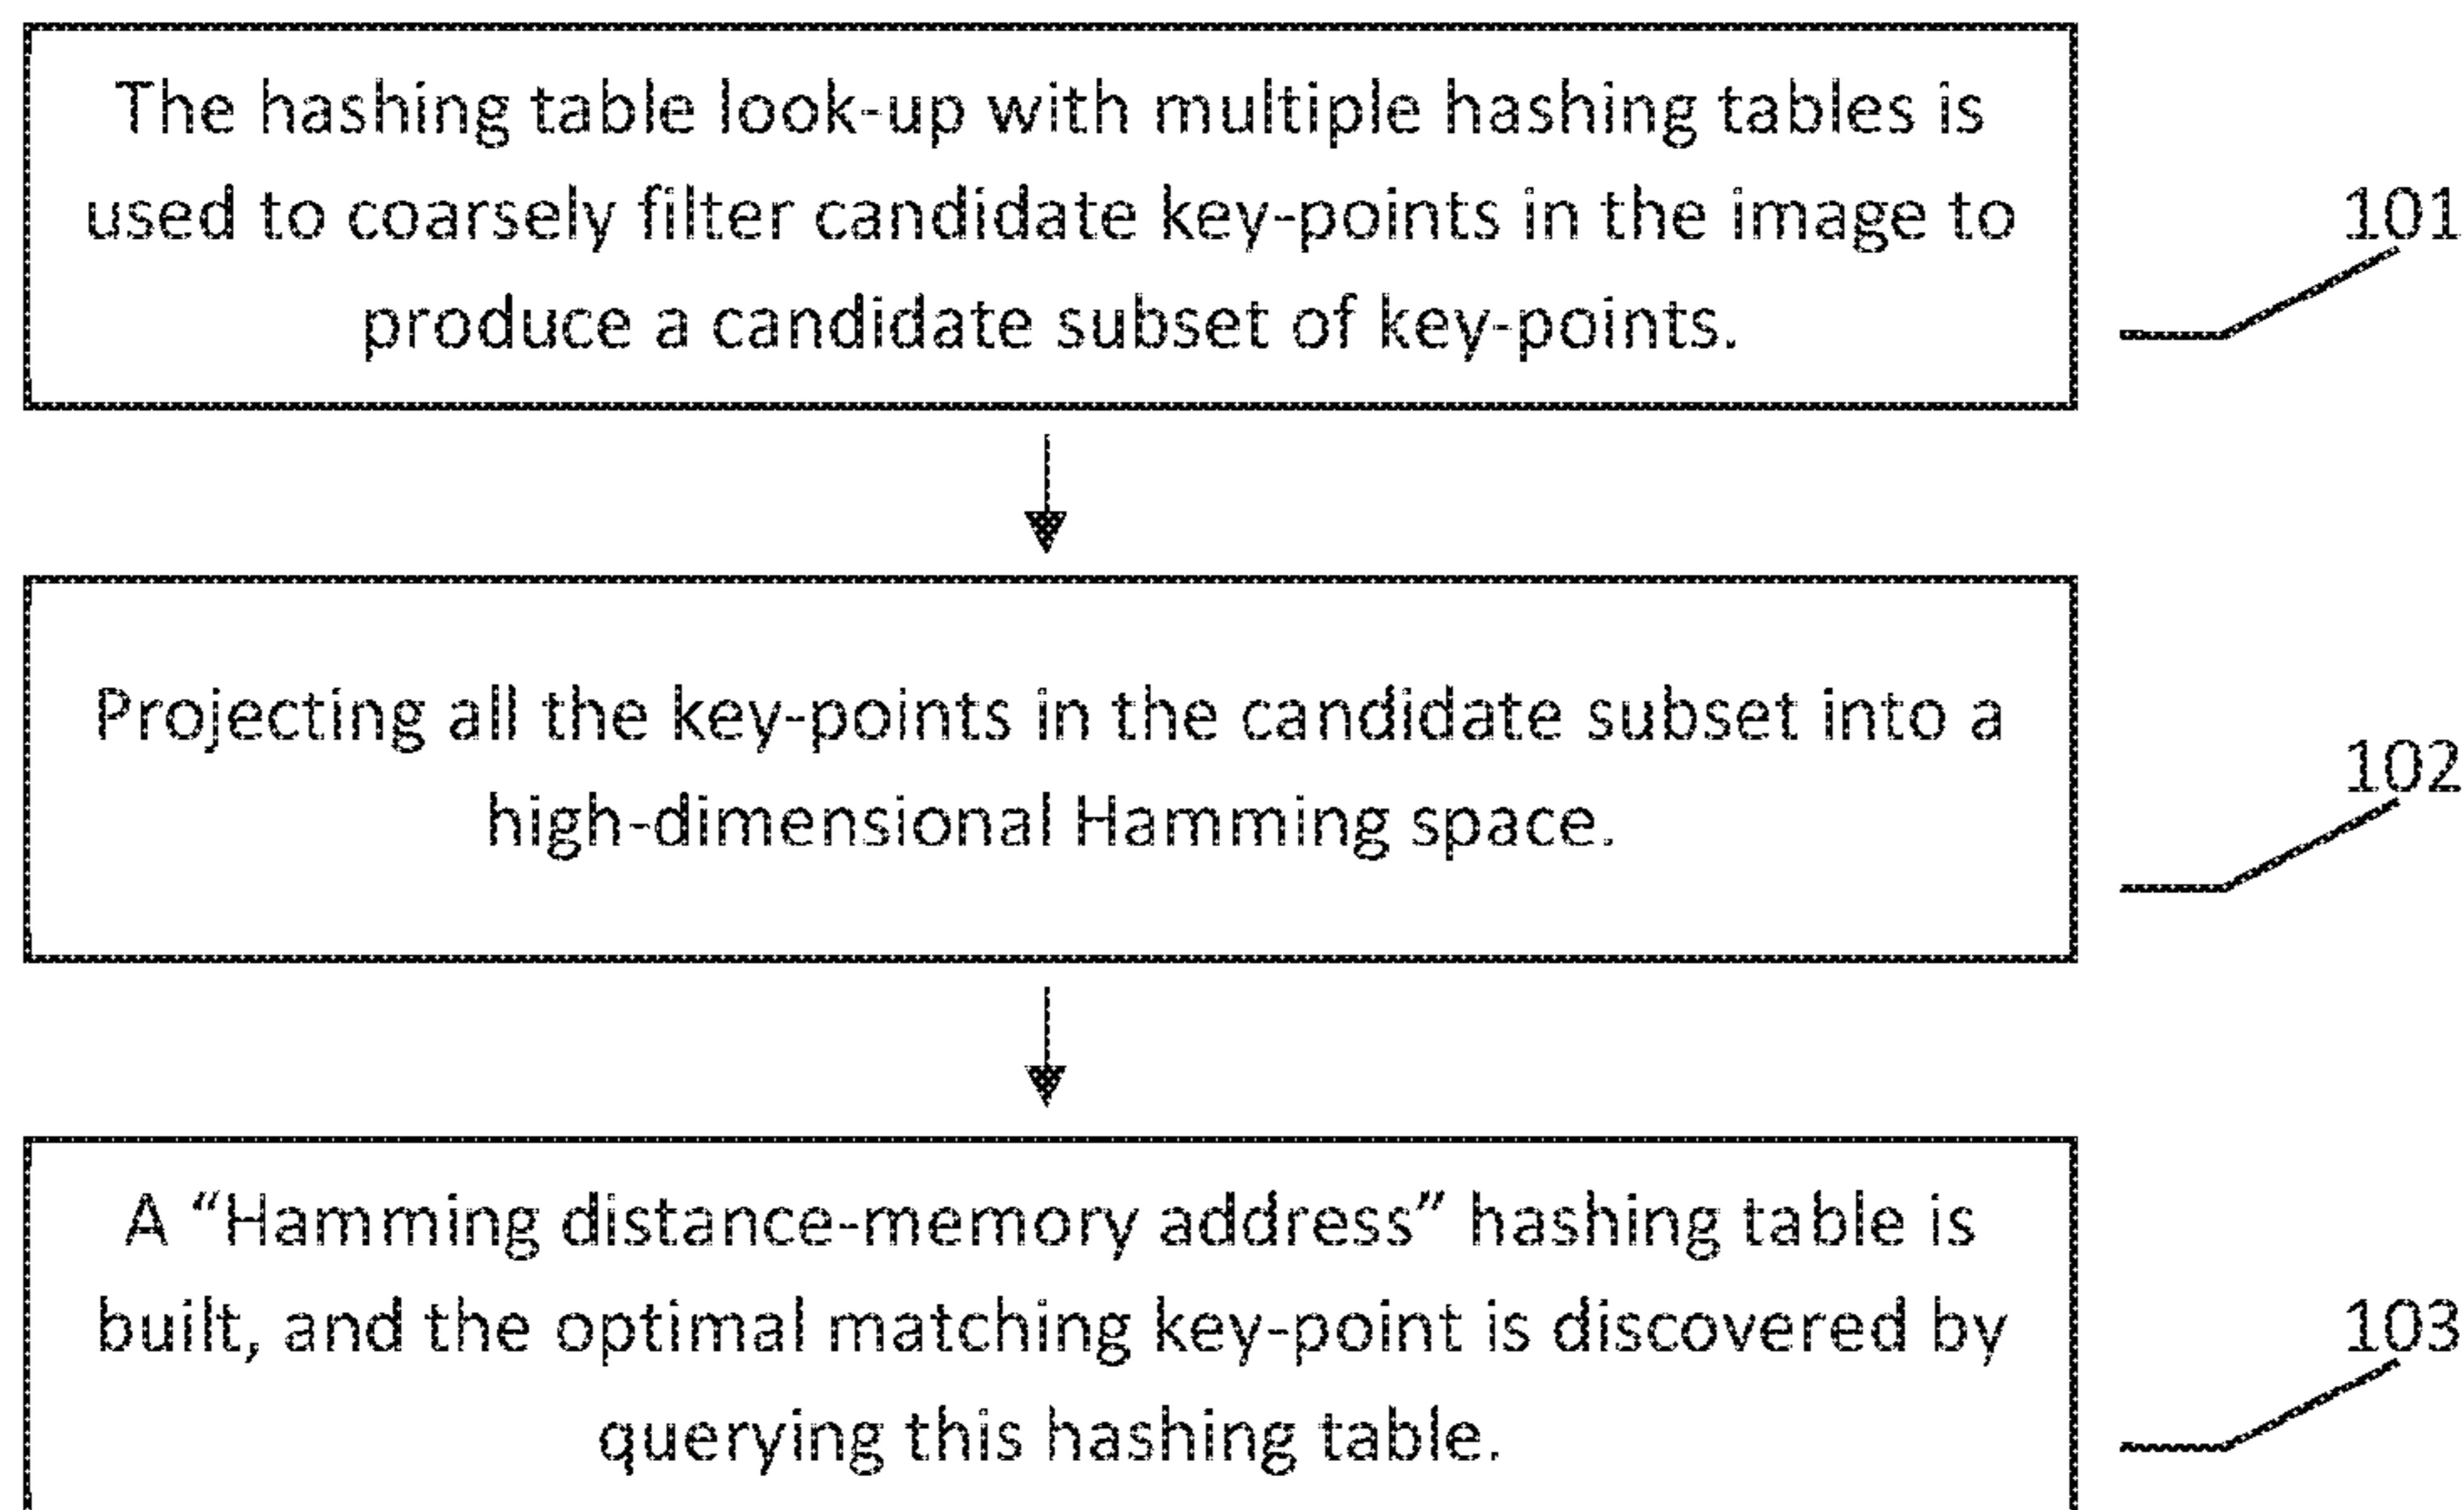 The hashing table look-up with multiple hashing tables is
used to coarsely filter candidate key-points in the image to
produce a candidate subset of key-points.
101
Projecting all the key-points in the candidate subset into a
high-dimensional Hamming space.
102
A “Hamming distance-memory address” hashing table is
built, and the optimal matching key-point is discovered by
querying this hashing table.
103